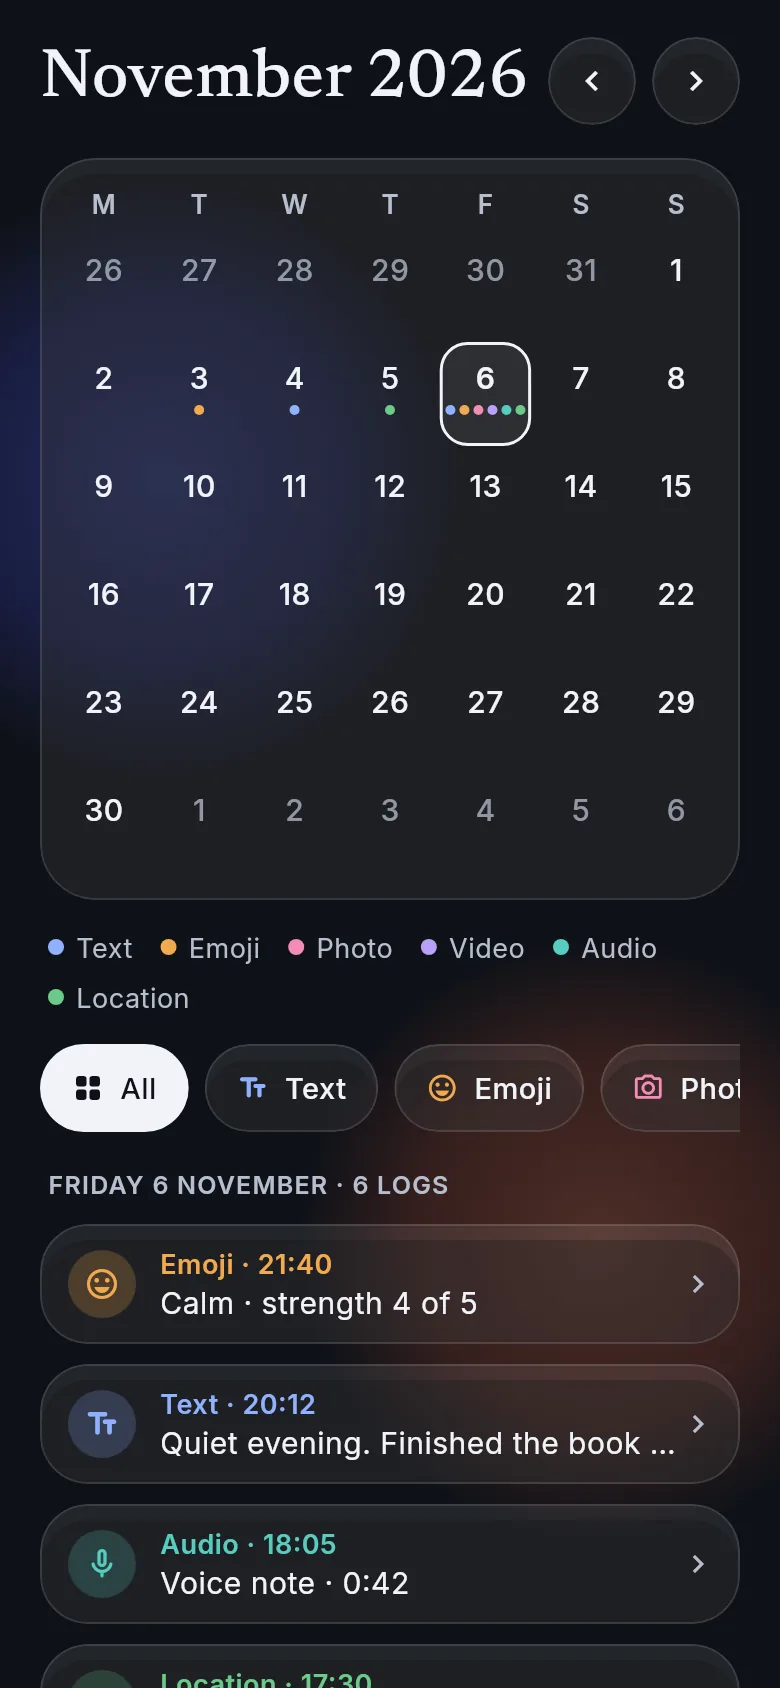 November 2026
M T W T F S S
26 27 28 29 30 31 1
2 3 4 5 6 7 8
9 10 11 12 13 14 15
16 17 18 19 20 21 22
23 24 25 26 27 28 29
30 1 2 3 4 5 6
Text Emoji Photo Video Audio
Location
All Text Emoji Phot
FRIDAY 6 NOVEMBER · 6 LOGS
Emoji · 21:40
Calm · strength 4 of 5
Text · 20:12
Quiet evening. Finished the book ...
Audio · 18:05
Voice note · 0:42
Location · 17:30